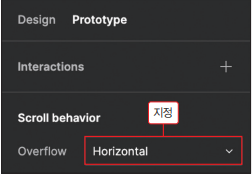 Design Prototype
Interactions
Scroll behavior
지정
Overflow Horizontal